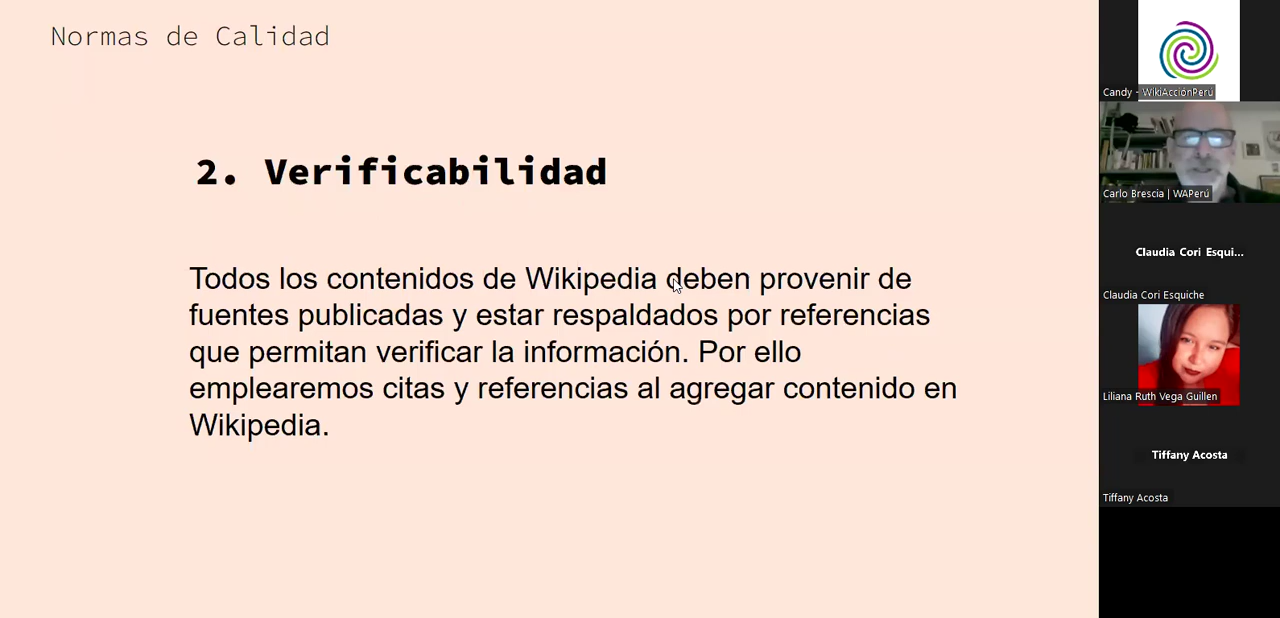 Normas de Calidad
2. Verificabilidad
Todos los contenidos de Wikipedia deben provenir de
fuentes publicadas y estar respaldados por referencias
que permitan verificar la información. Por ello
emplearemos citas y referencias al agregar contenido en
Wikipedia.
Candy - WikiAcciónPerú
Carlo Brescia | WAPerú
Claudia Cori Esqui...
Claudia Cori Esquiche
Liliana Ruth Vega Guillen
Tiffany Acosta
Tiffany Acosta